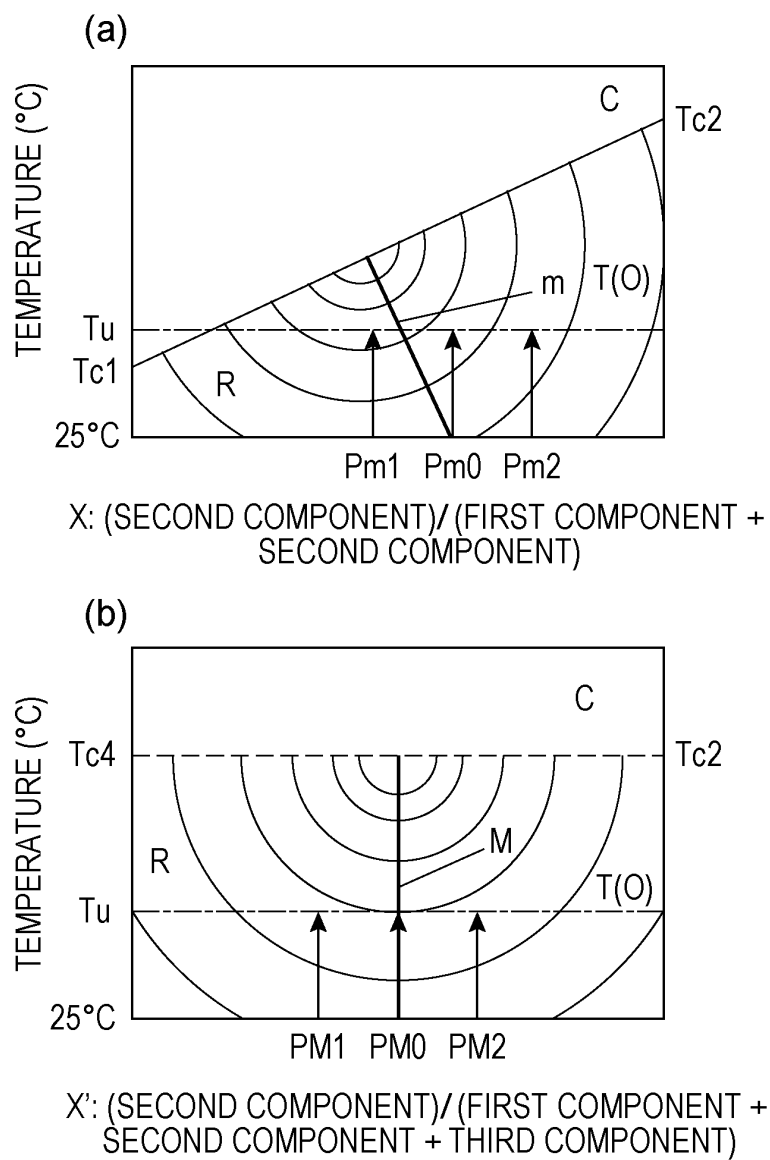 (a)
TEMPERATURE (°C)
C
Tc2
T(O)
m
Tu
Tc1
R
25°C
Pm1 Pm0 Pm2
X: (SECOND COMPONENT)/(FIRST COMPONENT +
SECOND COMPONENT)
(b)
TEMPERATURE (°C)
C
Tc4
Tc2
M
R
T(O)
Tu
25°C
PM1 PM0 PM2
X': (SECOND COMPONENT)/(FIRST COMPONENT +
SECOND COMPONENT + THIRD COMPONENT)